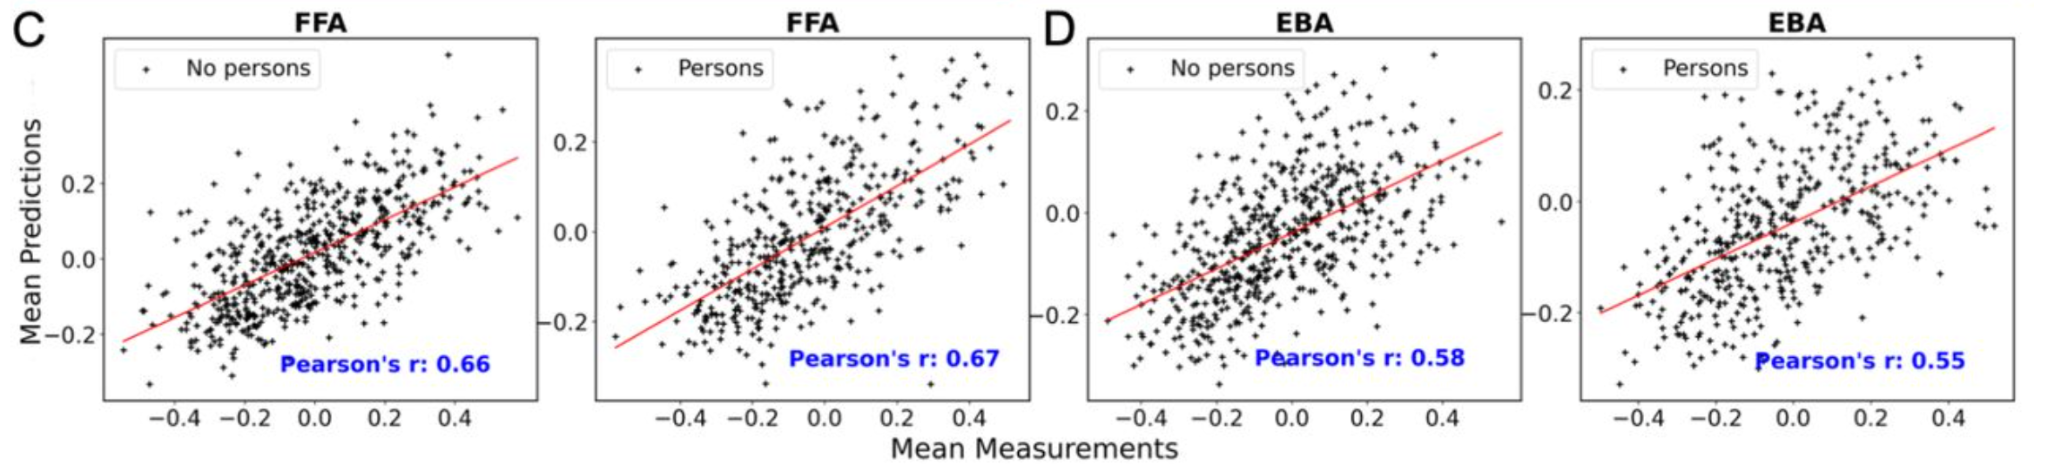 C
FFA
FFA
D
EBA
EBA
No persons
Persons
No persons
Persons
Mean Predictions
0.2
0.0
−0.2
0.2
0.0
−0.2
0.2
0.0
−0.2
0.2
0.0
−0.2
Pearson's r: 0.66
Pearson's r: 0.67
Pearson's r: 0.58
Pearson's r: 0.55
−0.4 −0.2 0.0 0.2 0.4
−0.4 −0.2 0.0 0.2 0.4
−0.4 −0.2 0.0 0.2 0.4
−0.4 −0.2 0.0 0.2 0.4
Mean Measurements